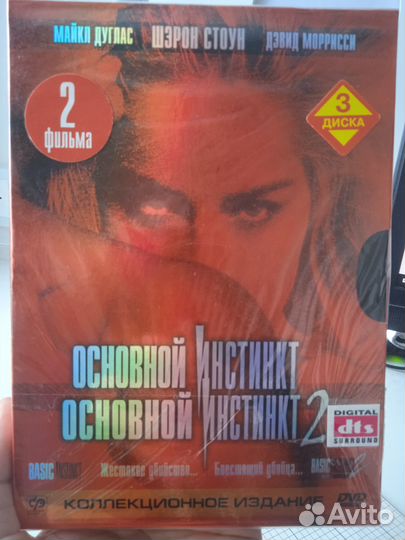 МАЙКЛ ДУГЛАС ШЭРОН СТОУН ДЭВИД МОРРИССИ
2
фильма
3
ДИСКА
ОСНОВНОЙ ИНСТИНКТ
ОСНОВНОЙ ИНСТИНКТ 2
DIGITAL
dts
SURROUND
BASIC Жестокое убийство... Блестящий убийца... BASIC
КОЛЛЕКЦИОННОЕ ИЗДАНИЕ DVD
Avito